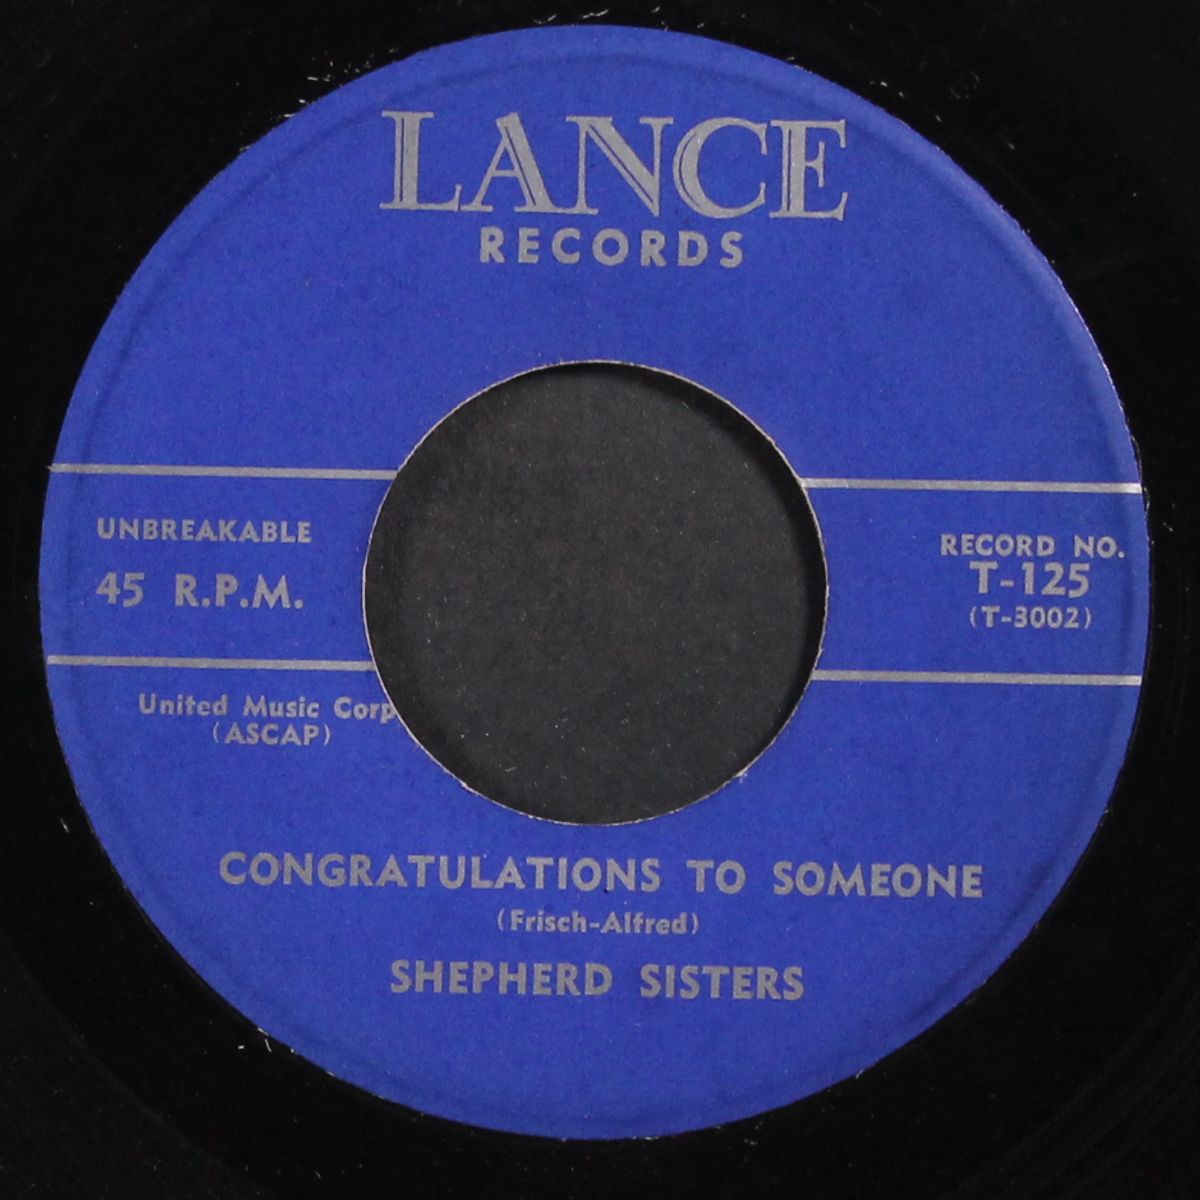 LANCE
RECORDS
UNBREAKABLE
45 R.P.M.
RECORD NO.
T-125
(T-3002)
United Music Corp
(ASCAP)
CONGRATULATIONS TO SOMEONE
(Frisch-Alfred)
SHEPHERD SISTERS